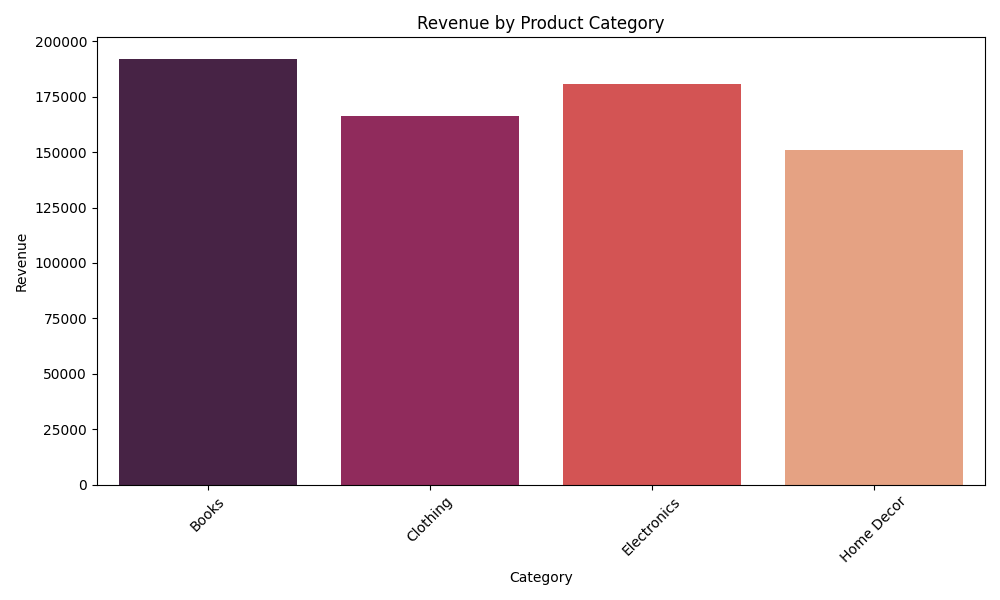 Revenue by Product Category
200000
175000
150000
125000
100000
75000
50000
25000
0
Revenue
Books
Clothing
Electronics
Home Decor
Category